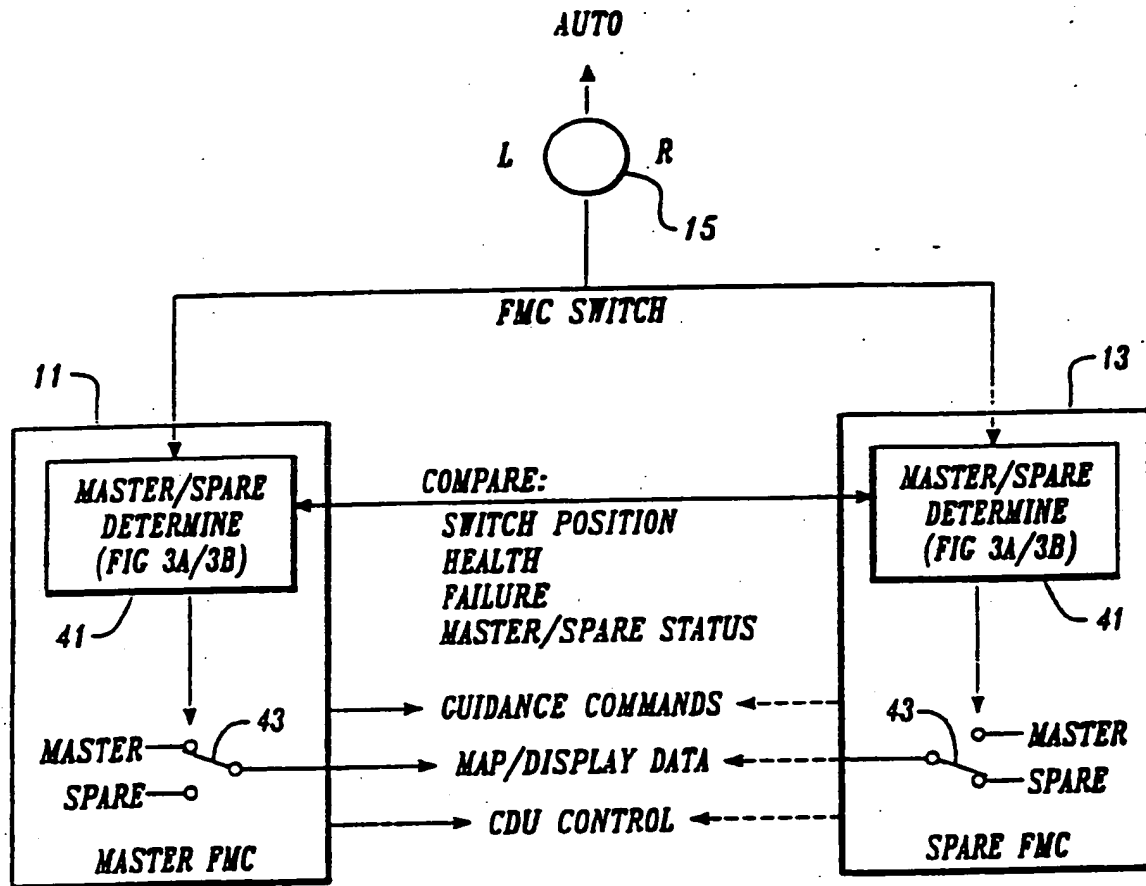 AUTO
L R
15
FMC SWITCH
11
13
MASTER/SPARE
DETERMINE
(FIG 3A/3B)
41
COMPARE:
SWITCH POSITION
HEALTH
FAILURE
MASTER/SPARE STATUS
MASTER/SPARE
DETERMINE
(FIG 3A/3B)
41
GUIDANCE COMMANDS
MAP/DISPLAY DATA
CDU CONTROL
43
MASTER
SPARE
MASTER FMC
43
MASTER
SPARE
SPARE FMC